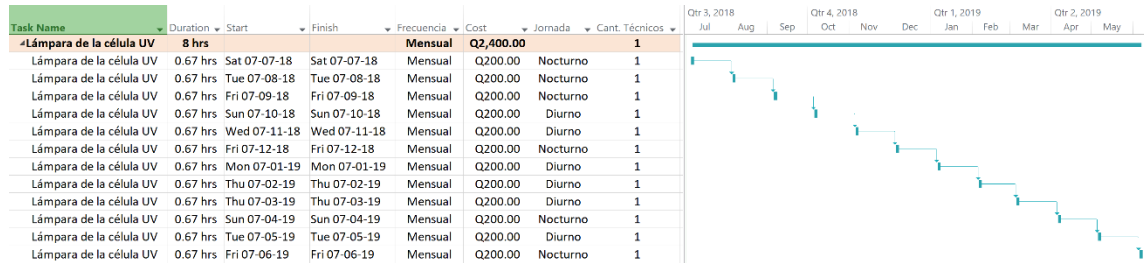 Qtr 3, 2018 Qtr 4, 2018 Qtr 1, 2019 Qtr 2, 2019
Task Name Duration Start Finish Frecuencia Cost Jornada Cant. Técnicos Jul Aug Sep Oct Nov Dec Jan Feb Mar Apr May
Lámpara de la célula UV 8 hrs Mensual Q2,400.00 1
Lámpara de la célula UV 0.67 hrs Sat 07-07-18 Sat 07-07-18 Mensual Q200.00 Nocturno 1
Lámpara de la célula UV 0.67 hrs Tue 07-08-18 Tue 07-08-18 Mensual Q200.00 Nocturno 1
Lámpara de la célula UV 0.67 hrs Fri 07-09-18 Fri 07-09-18 Mensual Q200.00 Nocturno 1
Lámpara de la célula UV 0.67 hrs Sun 07-10-18 Sun 07-10-18 Mensual Q200.00 Diurno 1
Lámpara de la célula UV 0.67 hrs Wed 07-11-18 Wed 07-11-18 Mensual Q200.00 Diurno 1
Lámpara de la célula UV 0.67 hrs Fri 07-12-18 Fri 07-12-18 Mensual Q200.00 Nocturno 1
Lámpara de la célula UV 0.67 hrs Mon 07-01-19 Mon 07-01-19 Mensual Q200.00 Diurno 1
Lámpara de la célula UV 0.67 hrs Thu 07-02-19 Thu 07-02-19 Mensual Q200.00 Diurno 1
Lámpara de la célula UV 0.67 hrs Thu 07-03-19 Thu 07-03-19 Mensual Q200.00 Diurno 1
Lámpara de la célula UV 0.67 hrs Sun 07-04-19 Sun 07-04-19 Mensual Q200.00 Nocturno 1
Lámpara de la célula UV 0.67 hrs Tue 07-05-19 Tue 07-05-19 Mensual Q200.00 Diurno 1
Lámpara de la célula UV 0.67 hrs Fri 07-06-19 Fri 07-06-19 Mensual Q200.00 Nocturno 1